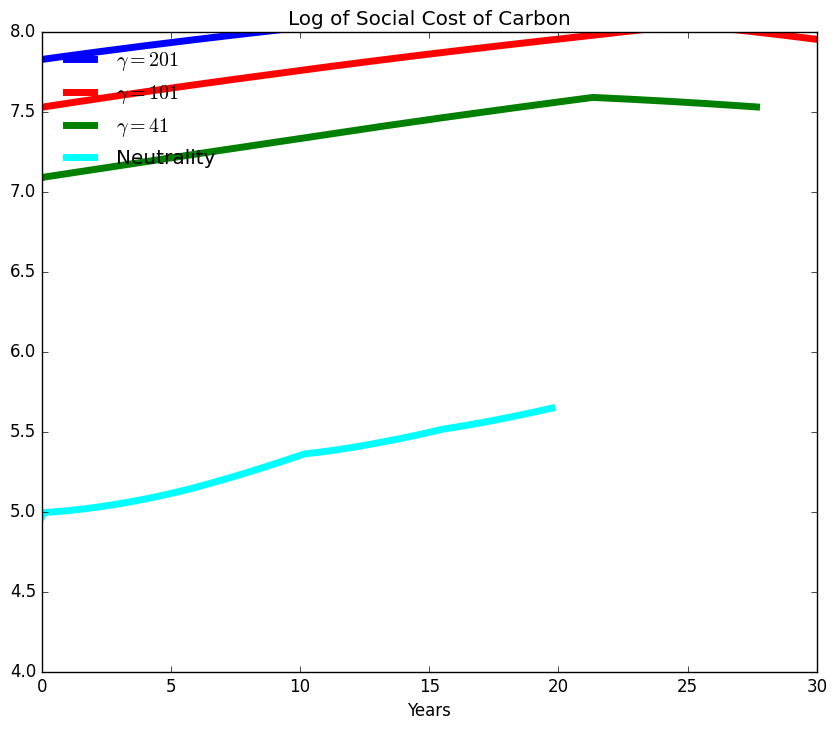 Log of Social Cost of Carbon
8.0
γ = 201
γ = 101
7.5
γ = 41
Neutrality
7.0
6.5
6.0
5.5
5.0
4.5
4.0
0 5 10 15 20 25 30
Years